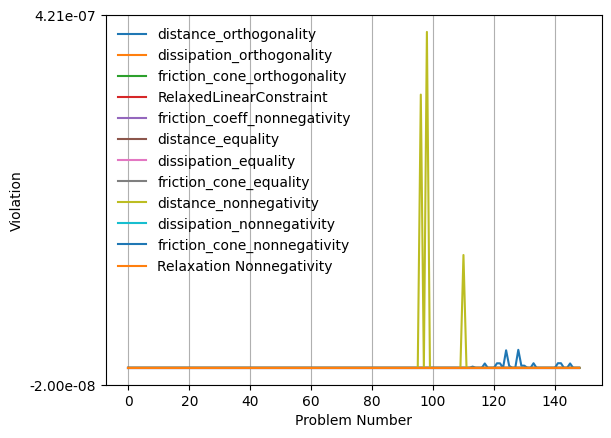 4.21e-07
distance_orthogonality
dissipation_orthogonality
friction_cone_orthogonality
RelaxedLinearConstraint
friction_coeff_nonnegativity
distance_equality
dissipation_equality
friction_cone_equality
distance_nonnegativity
dissipation_nonnegativity
friction_cone_nonnegativity
Relaxation Nonnegativity
Violation
-2.00e-08
0 20 40 60 80 100 120 140
Problem Number